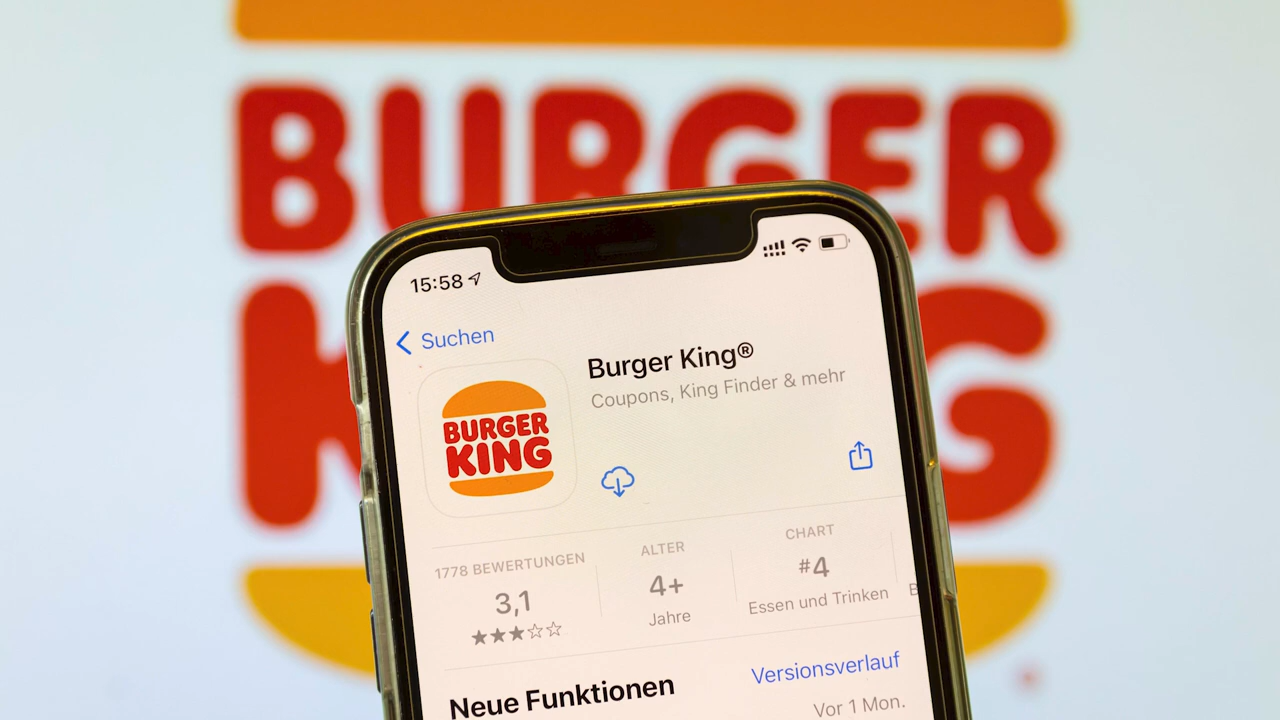 BURGER
KING
15:58
Suchen
Burger King®
Coupons, King Finder & mehr
BURGER
KING
1778 BEWERTUNGEN
3,1
ALTER
4+
Jahre
CHART
#4
Essen und Trinken
Neue Funktionen
Versionsverlauf
Vor 1 Mon.